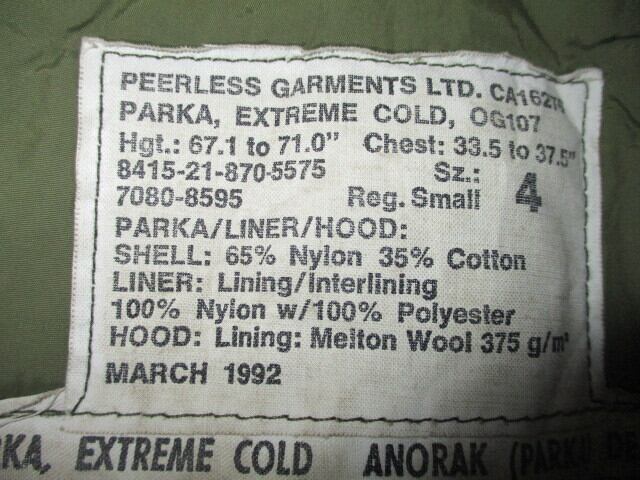 PEERLESS GARMENTS LTD. CA16274
PARKA, EXTREME COLD, OG107
Hgt.: 67.1 to 71.0" Chest: 33.5 to 37.5"
8415-21-870-5575 Sz.: 4
7080-8595 Reg. Small
PARKA/LINER/HOOD:
SHELL: 65% Nylon 35% Cotton
LINER: Lining/interlining
100% Nylon w/100% Polyester
HOOD: Lining: Melton Wool 375 g/m²
MARCH 1992
KA, EXTREME COLD ANORAK (PARKA